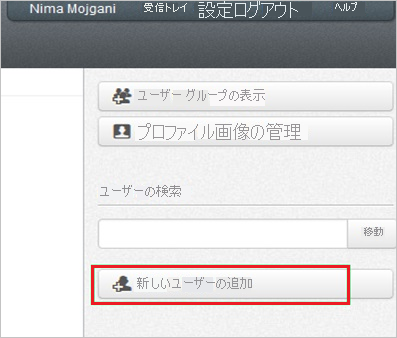 Nima Mojgani 受信トレイ 設定ログアウト ヘルプ
ユーザー グループの表示
プロファイル画像の管理
ユーザーの検索
移動
新しいユーザーの追加